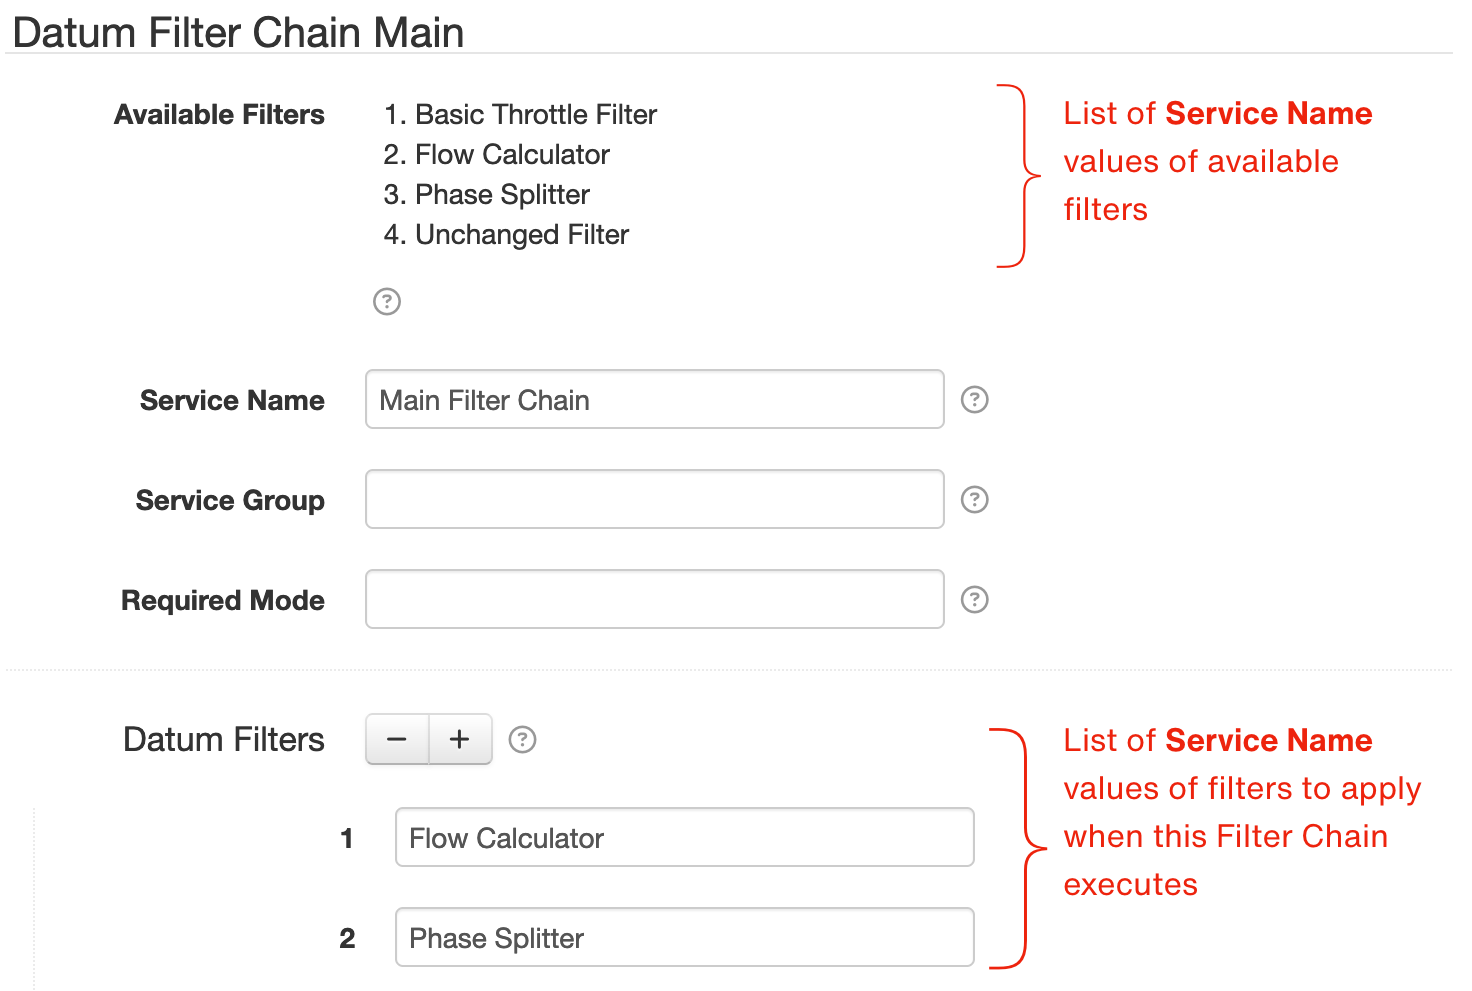 Datum Filter Chain Main
Available Filters
1. Basic Throttle Filter
2. Flow Calculator
3. Phase Splitter
4. Unchanged Filter
List of Service Name
values of available
filters
?
Service Name
Main Filter Chain
?
Service Group
?
Required Mode
?
Datum Filters
− +
?
List of Service Name
values of filters to apply
when this Filter Chain
executes
1
Flow Calculator
2
Phase Splitter